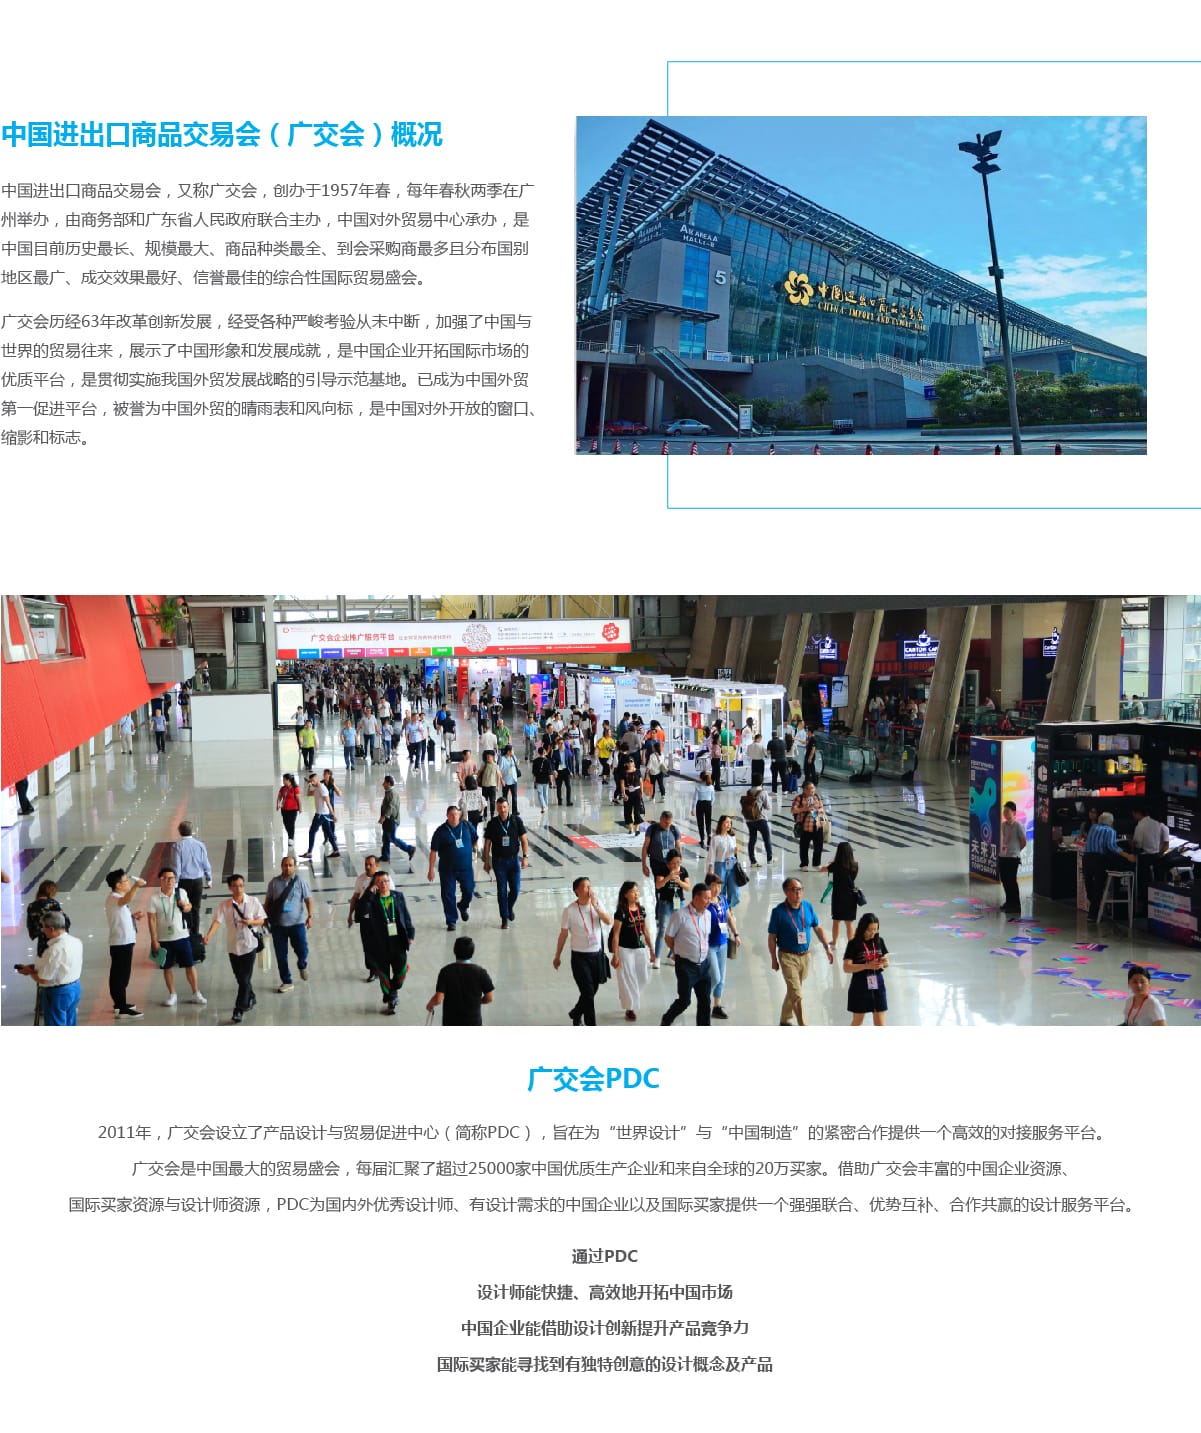 中国进出口商品交易会（广交会）概况
中国进出口商品交易会，又称广交会，创办于1957年春，每年春秋两季在广
州举办，由商务部和广东省人民政府联合主办，中国对外贸易中心承办，是
中国目前历史最长、规模最大、商品种类最全、到会采购商最多且分布国别
地区最广、成交效果最好、信誉最佳的综合性国际贸易盛会。
广交会历经63年改革创新发展，经受各种严峻考验从未中断，加强了中国与
世界的贸易往来，展示了中国形象和发展成就，是中国企业开拓国际市场的
优质平台，是贯彻实施我国外贸发展战略的引导示范基地。已成为中国外贸
第一促进平台，被誉为中国外贸的晴雨表和风向标，是中国对外开放的窗口、
缩影和标志。
A区 AREA A
5
中国进出口商品交易会
CHINA IMPORT AND EXPORT FAIR
广交会企业推广服务平台
未来见
DESIGN FOR
TOMORROW
广交会PDC
2011年，广交会设立了产品设计与贸易促进中心（简称PDC），旨在为“世界设计”与“中国制造”的紧密合作提供一个高效的对接服务平台。
广交会是中国最大的贸易盛会，每届汇聚了超过25000家中国优质生产企业和来自全球的20万买家。借助广交会丰富的中国企业资源、
国际买家资源与设计师资源，PDC为国内外优秀设计师、有设计需求的中国企业以及国际买家提供一个强强联合、优势互补、合作共赢的设计服务平台。
通过PDC
设计师能快捷、高效地开拓中国市场
中国企业能借助设计创新提升产品竞争力
国际买家能寻找到有独特创意的设计概念及产品